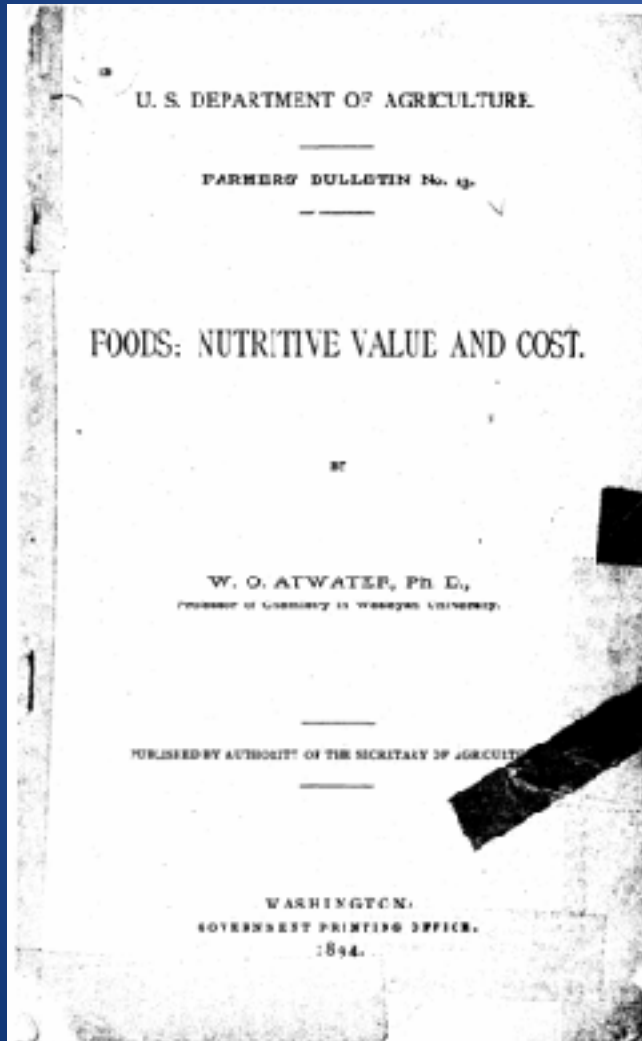 U. S. DEPARTMENT OF AGRICULTURE.
FARMERS' BULLETIN No. 23.
FOODS: NUTRITIVE VALUE AND COST.
BY
W. O. ATWATER, Ph. D.,
Professor of Chemistry in Wesleyan University.
PUBLISHED BY AUTHORITY OF THE SECRETARY OF AGRICULT
WASHINGTON:
GOVERNMENT PRINTING OFFICE.
1894.